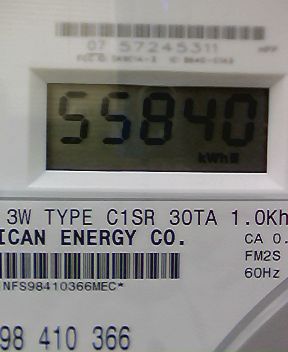 07 57245311
55840
kWh
3W TYPE C1SR 30TA 1.0Kh
ICAN ENERGY CO.
CA 0.
FM2S
60Hz
NFS98410366MEC*
98 410 366